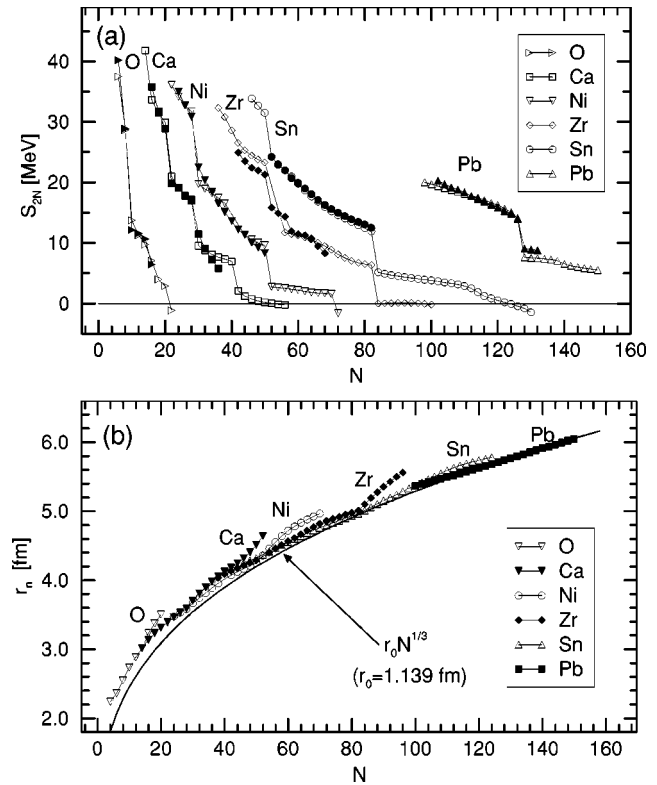 (a)
O
Ca
Ni
Zr
Sn
Pb
O
Ca
Ni
Zr
Sn
Pb
S2N [MeV]
40
30
20
10
0
0
20
40
60
80
100
120
140
160
N
(b)
O
Ca
Ni
Zr
Sn
Pb
O
Ca
Ni
Zr
Sn
Pb
r0N1/3
(r0=1.139 fm)
rn [fm]
6.0
5.0
4.0
3.0
2.0
0
20
40
60
80
100
120
140
160
N